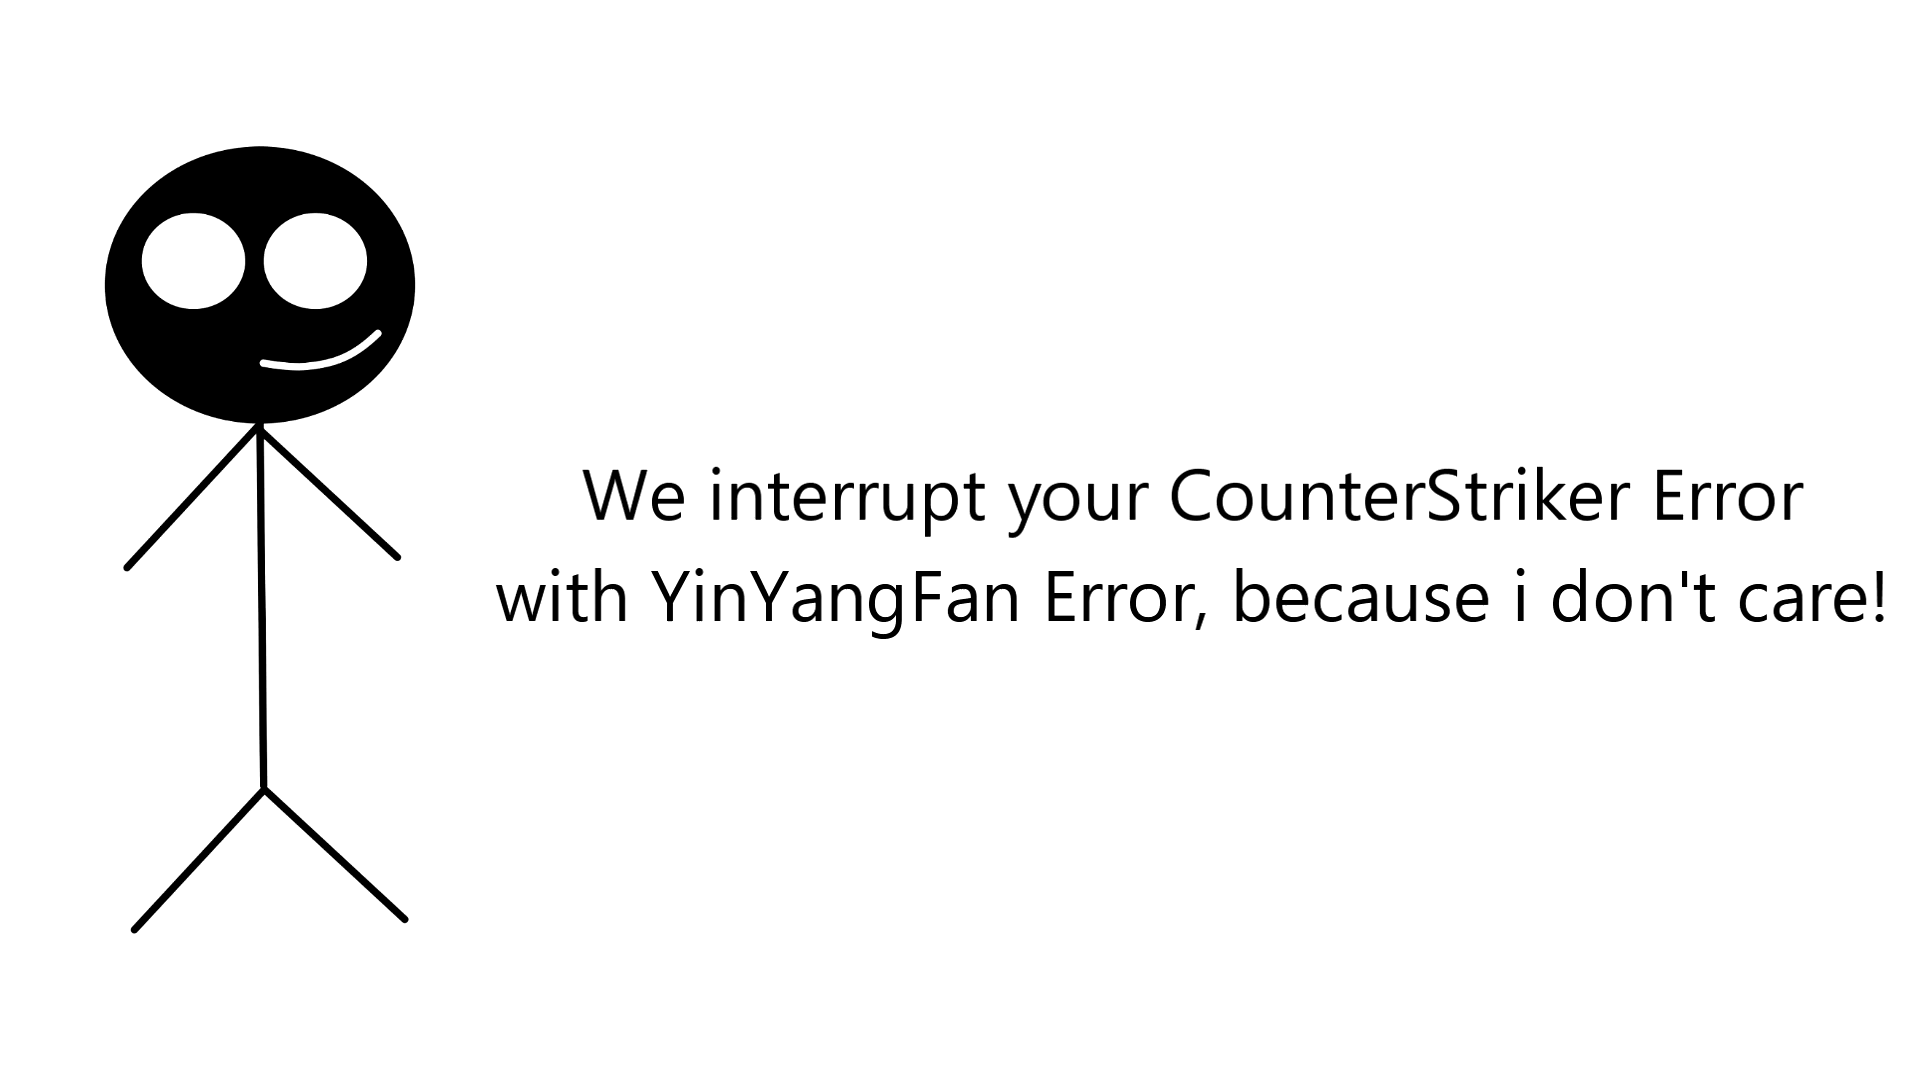 We interrupt your CounterStriker Error
with YinYangFan Error, because i don't care!